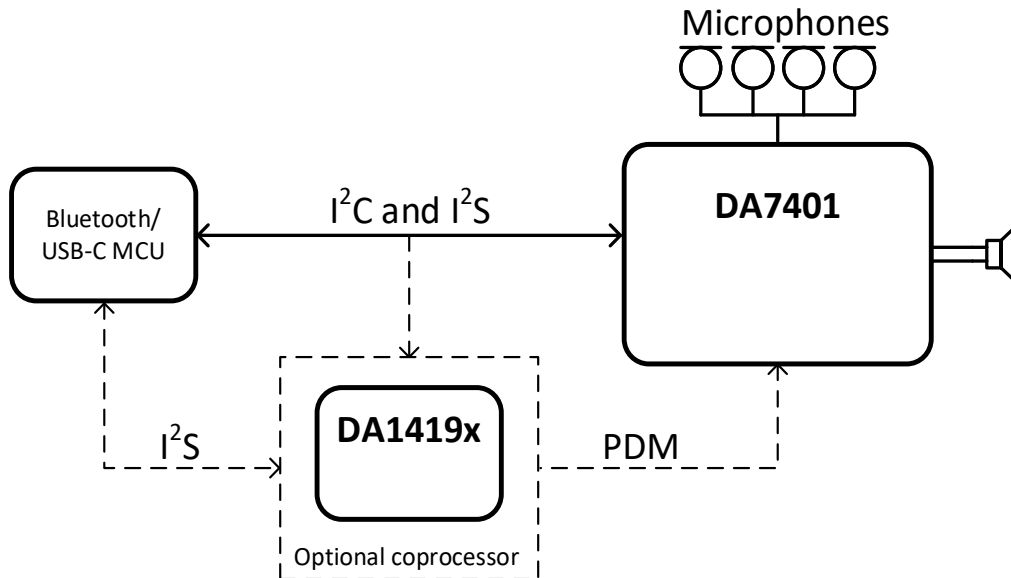 Microphones
DA7401
I²C and I²S
Bluetooth/
USB-C MCU
DA1419x
I²S
PDM
Optional coprocessor